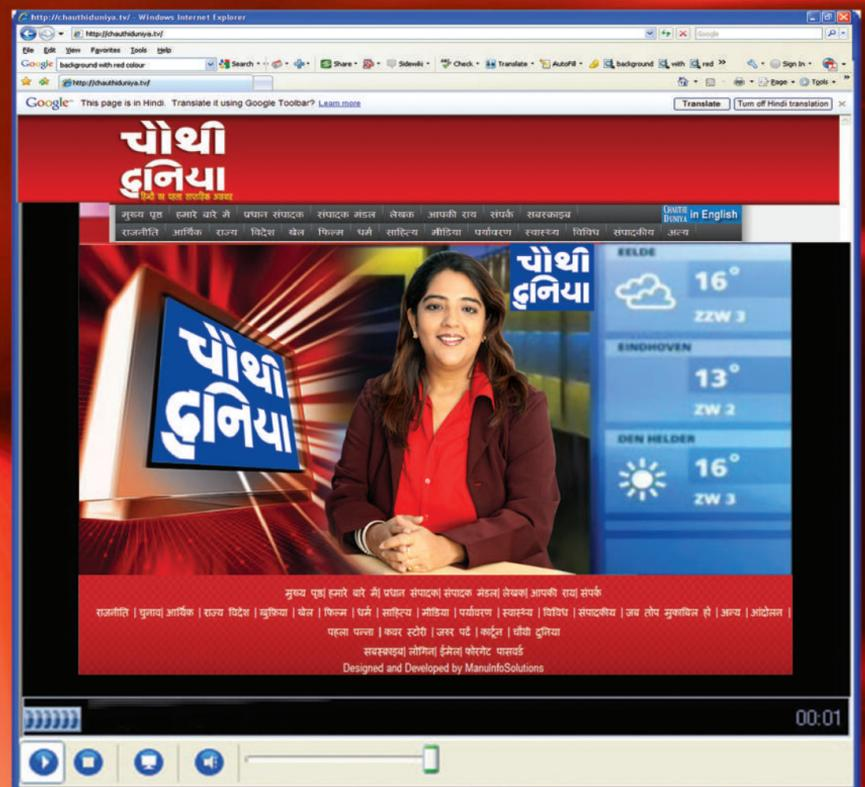 http://chauthiduniya.tv/ - Windows Internet Explorer
http://chauthiduniya.tv/
Google
File Edit View Favorites Tools Help
Google background with red colour Search Share Sidewiki Check Translate AutoFill background with red Sign In
http://chauthiduniya.tv/
Page Tools
Google This page is in Hindi. Translate it using Google Toolbar? Learn more Translate Turn off Hindi translation
चौथी
दुनिया
हिन्दी का पहला साप्ताहिक अखबार
मुख्य पृष्ठ हमारे बारे में प्रधान संपादक संपादक मंडल लेखक आपकी राय संपर्क सबस्क्राइब CHAUTHI DUNIYA in English
राजनीति आर्थिक राज्य विदेश खेल फिल्म धर्म साहित्य मीडिया पर्यावरण स्वास्थ्य विविध संपादकीय अन्य
चौथी
दुनिया
चौथी
दुनिया
EELDE
16°
ZZW 3
EINDHOVEN
13°
ZW 2
DEN HELDER
16°
ZW 3
मुख्य पृष्ठ| हमारे बारे में| प्रधान संपादक| संपादक मंडल| लेखक| आपकी राय| संपर्क
राजनीति | चुनाव| आर्थिक | राज्य विदेश | खुफिया | खेल | फिल्म | धर्म | साहित्य | मीडिया | पर्यावरण | स्वास्थ्य | विविध | संपादकीय | जब तोप मुकाबिल हो | अन्य | आंदोलन |
पहला पन्ना | कवर स्टोरी | जरुर पढें | कार्टून | चौथी दुनिया
सबस्क्राइब| लोगिन| ईमेल| फोरगेट पासवर्ड
Designed and Developed by ManuInfoSolutions
00:01